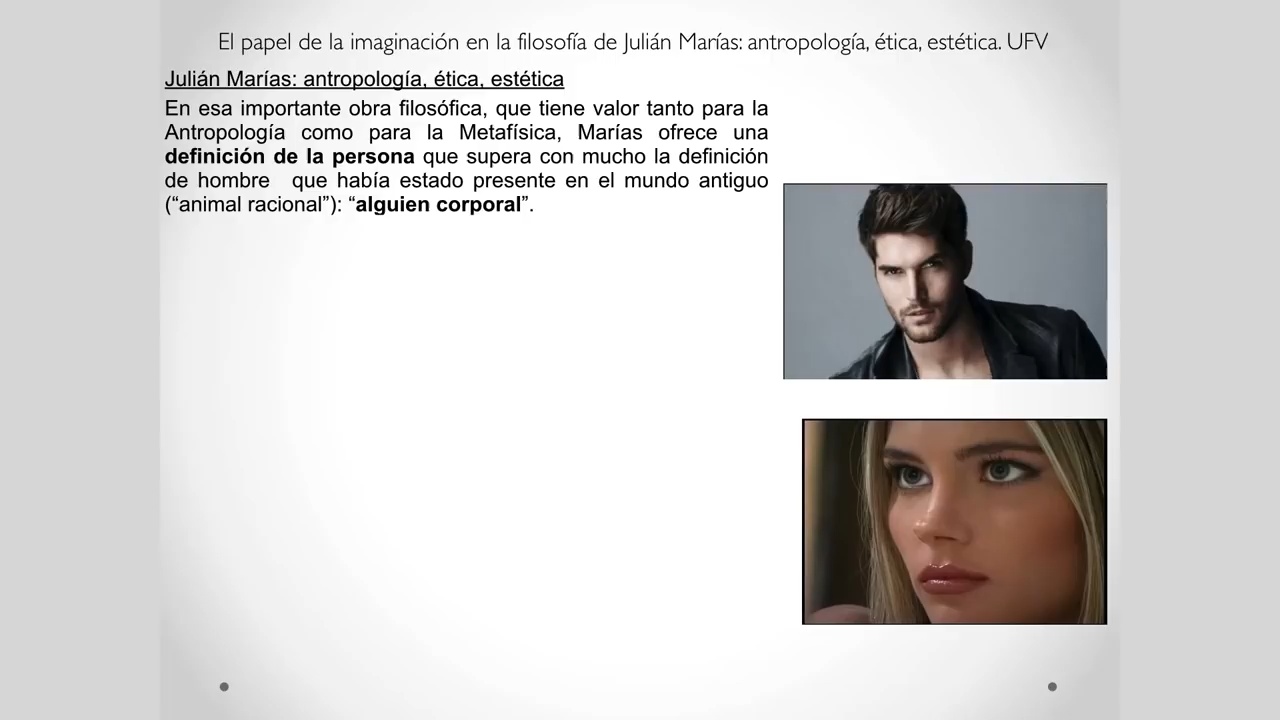 El papel de la imaginación en la filosofía de Julián Marías: antropología, ética, estética. UFV
Julián Marías: antropología, ética, estética
En esa importante obra filosófica, que tiene valor tanto para la
Antropología como para la Metafísica, Marías ofrece una
definición de la persona que supera con mucho la definición
de hombre que había estado presente en el mundo antiguo
(“animal racional”): “alguien corporal”.